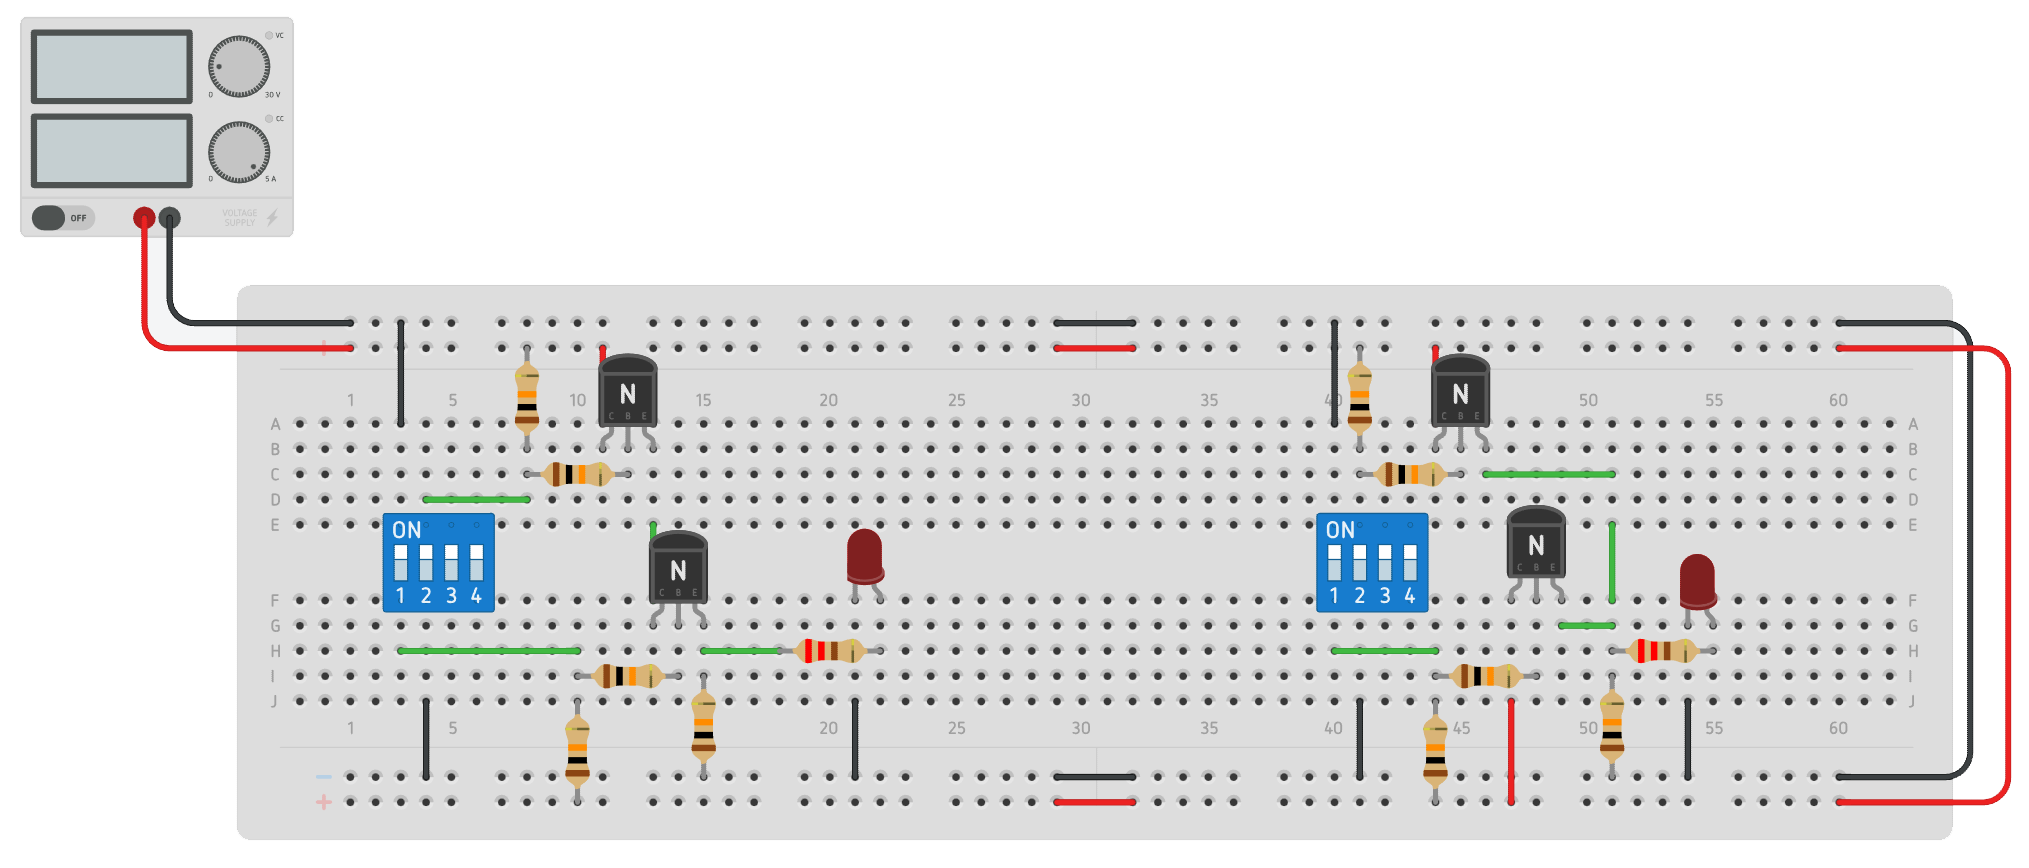 VC
0 30 V
CC
0 5 A
OFF VOLTAGE
SUPPLY
+
1 5 10 15 20 25 30 35 40 45 50 55 60
N N
A C B E C B E A
B B
C C
D D
E E
ON ON
N N
C B E C B E
1 2 3 4 1 2 3 4
F F
G G
H H
I I
J J
1 5 20 25 30 35 40 45 50 55 60
−
+